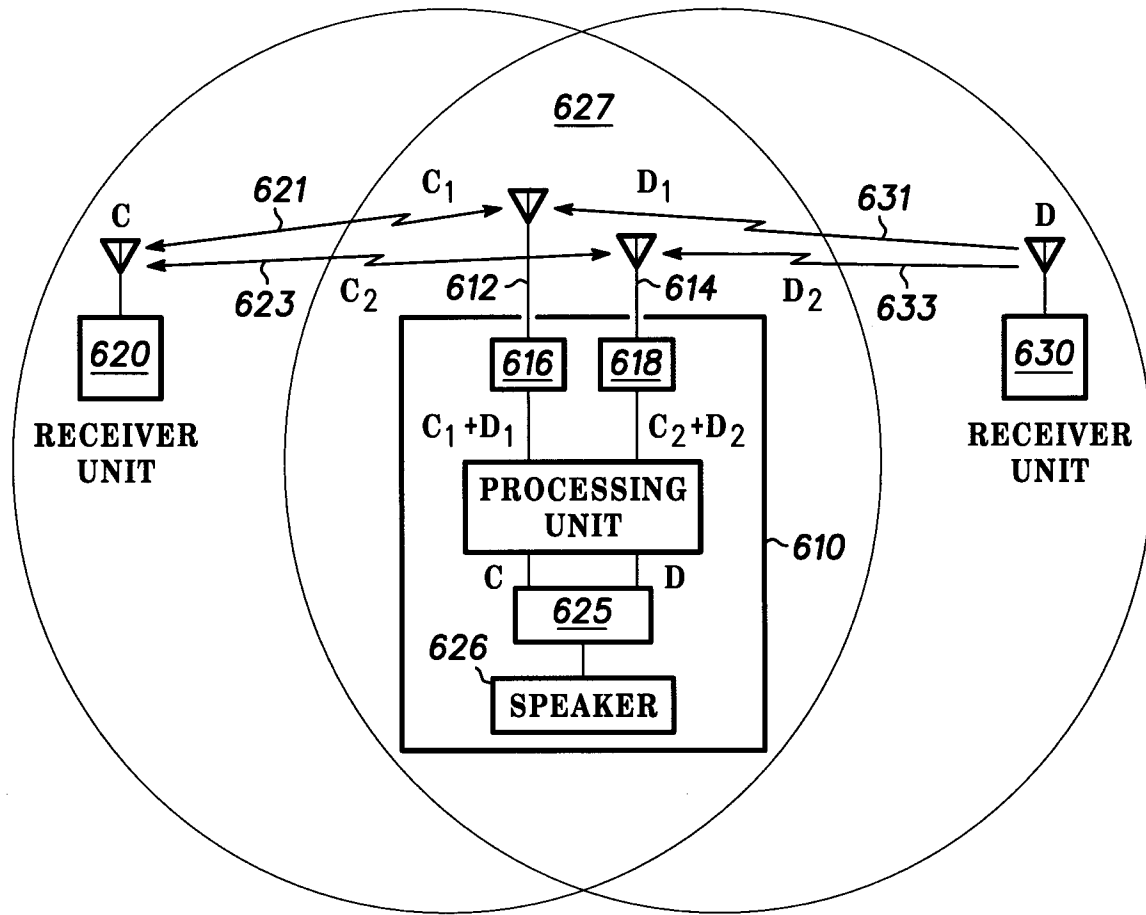 627
621
C1
D1
631
C
D
623
C2
612
614
D2
633
620
616
618
630
RECEIVER
UNIT
C1+D1
C2+D2
RECEIVER
UNIT
PROCESSING
UNIT
610
C
D
625
626
SPEAKER